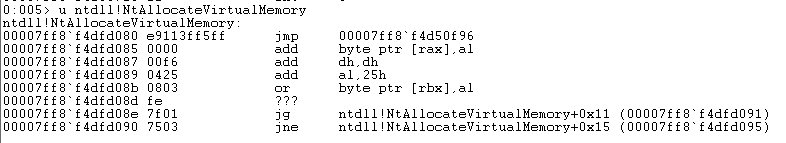 0:005> u ntdll!NtAllocateVirtualMemory
ntdll!NtAllocateVirtualMemory:
00007ff8`f4dfd080 e9113ff5ff      jmp     00007ff8`f4d50f96
00007ff8`f4dfd085 0000            add     byte ptr [rax],al
00007ff8`f4dfd087 00f6            add     dh,dh
00007ff8`f4dfd089 0425            add     al,25h
00007ff8`f4dfd08b 0803            or      byte ptr [rbx],al
00007ff8`f4dfd08d fe              ???
00007ff8`f4dfd08e 7f01            jg      ntdll!NtAllocateVirtualMemory+0x11 (00007ff8`f4dfd091)
00007ff8`f4dfd090 7503            jne     ntdll!NtAllocateVirtualMemory+0x15 (00007ff8`f4dfd095)